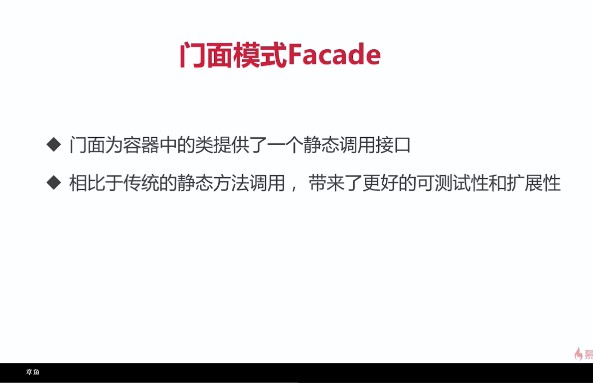 门面模式Facade
◆ 门面为容器中的类提供了一个静态调用接口
◆ 相比于传统的静态方法调用，带来了更好的可测试性和扩展性
章鱼